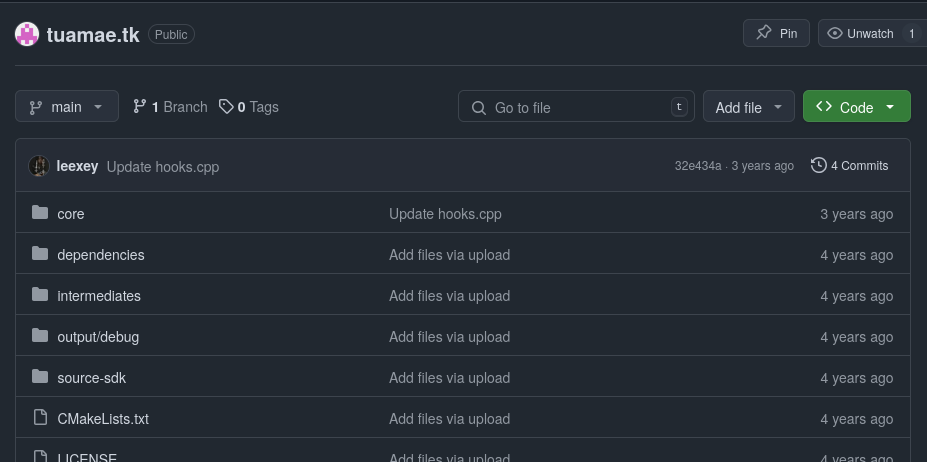 tuamae.tk Public Pin Unwatch 1
main 1 Branch 0 Tags Go to file t Add file Code
leexey Update hooks.cpp 32e434a · 3 years ago 4 Commits
core Update hooks.cpp 3 years ago
dependencies Add files via upload 4 years ago
intermediates Add files via upload 4 years ago
output/debug Add files via upload 4 years ago
source-sdk Add files via upload 4 years ago
CMakeLists.txt Add files via upload 4 years ago
LICENSE Add files via upload 4 years ago